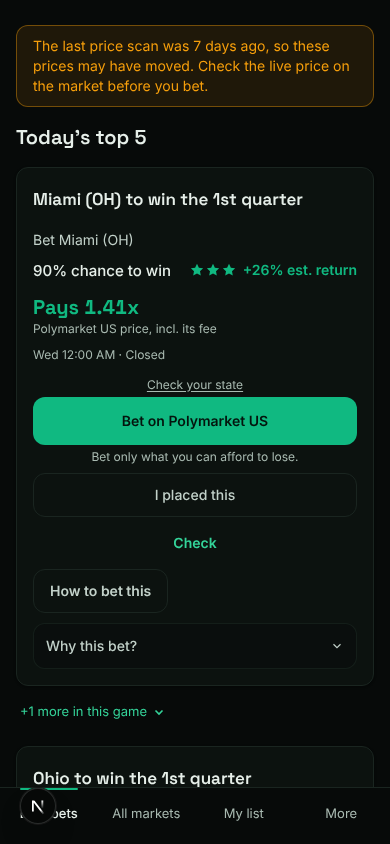 The last price scan was 7 days ago, so these
prices may have moved. Check the live price on
the market before you bet.
Today's top 5
Miami (OH) to win the 1st quarter
Bet Miami (OH)
90% chance to win ★★★ +26% est. return
Pays 1.41x
Polymarket US price, incl. its fee
Wed 12:00 AM · Closed
Check your state
Bet on Polymarket US
Bet only what you can afford to lose.
I placed this
Check
How to bet this
Why this bet?
+1 more in this game
Ohio to win the 1st quarter
N
bets All markets My list More